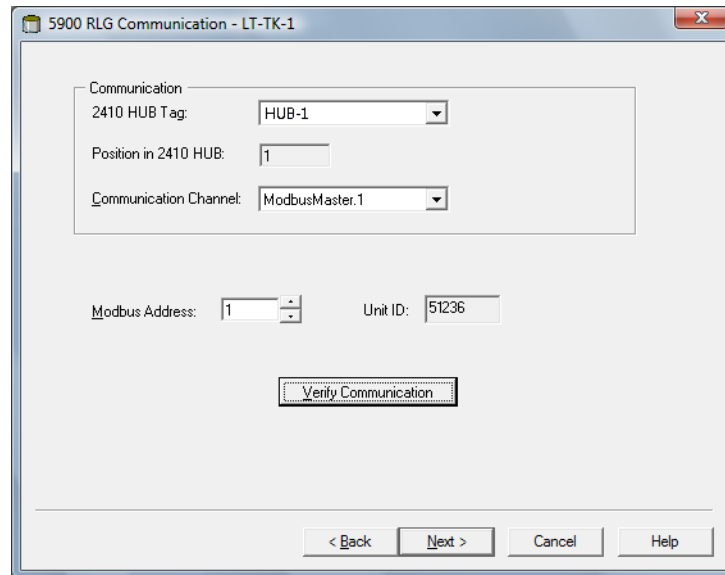 5900 RLG Communication - LT-TK-1
Communication
2410 HUB Tag: HUB-1
Position in 2410 HUB: 1
Communication Channel: ModbusMaster.1
Modbus Address: 1 Unit ID: 51236
Verify Communication
< Back Next > Cancel Help